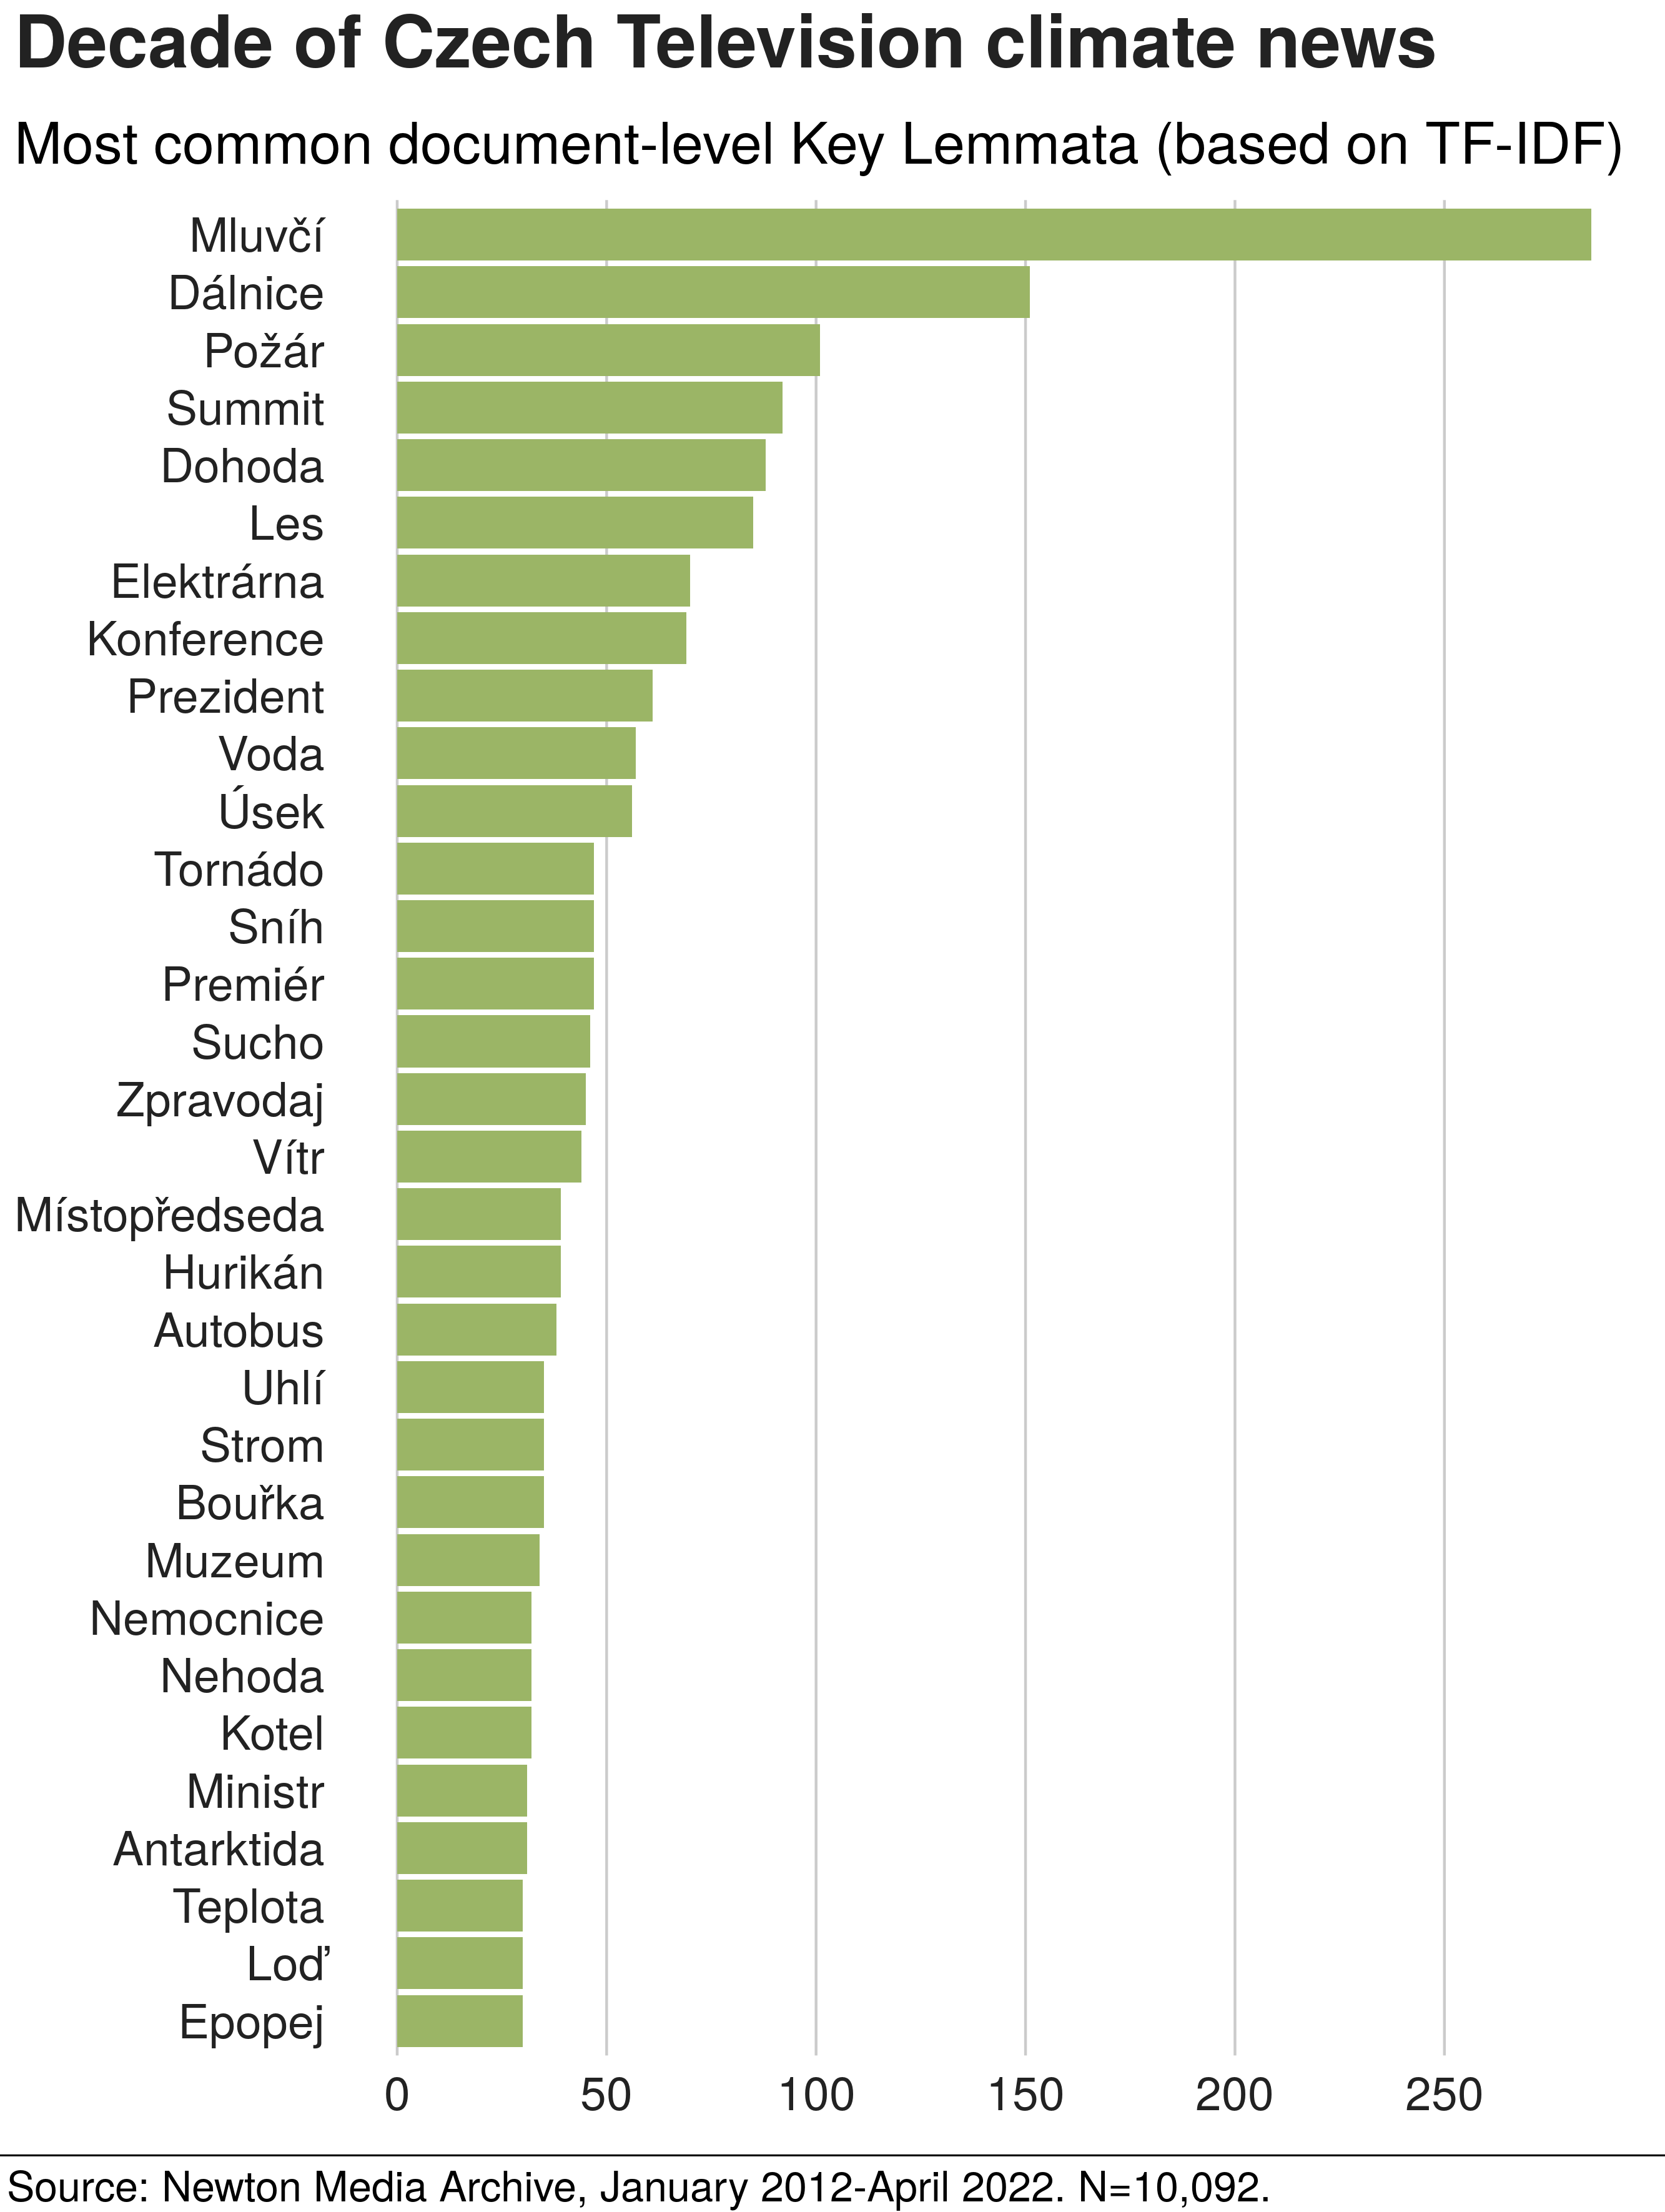 Decade of Czech Television climate news
Most common document-level Key Lemmata (based on TF-IDF)
Mluvčí
Dálnice
Požár
Summit
Dohoda
Les
Elektrárna
Konference
Prezident
Voda
Úsek
Tornádo
Sníh
Premiér
Sucho
Zpravodaj
Vítr
Místopředseda
Hurikán
Autobus
Uhlí
Strom
Bouřka
Muzeum
Nemocnice
Nehoda
Kotel
Ministr
Antarktida
Teplota
Loď
Epopej
0 50 100 150 200 250
Source: Newton Media Archive, January 2012-April 2022. N=10,092.